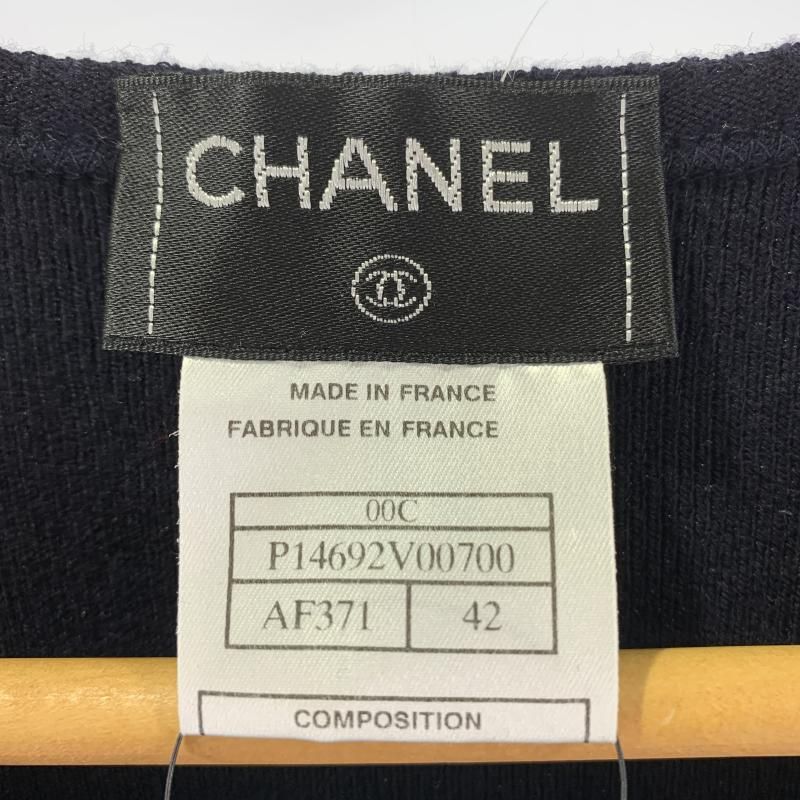 CHANEL
MADE IN FRANCE
FABRIQUE EN FRANCE
00C
P14692V00700
AF371 42
COMPOSITION